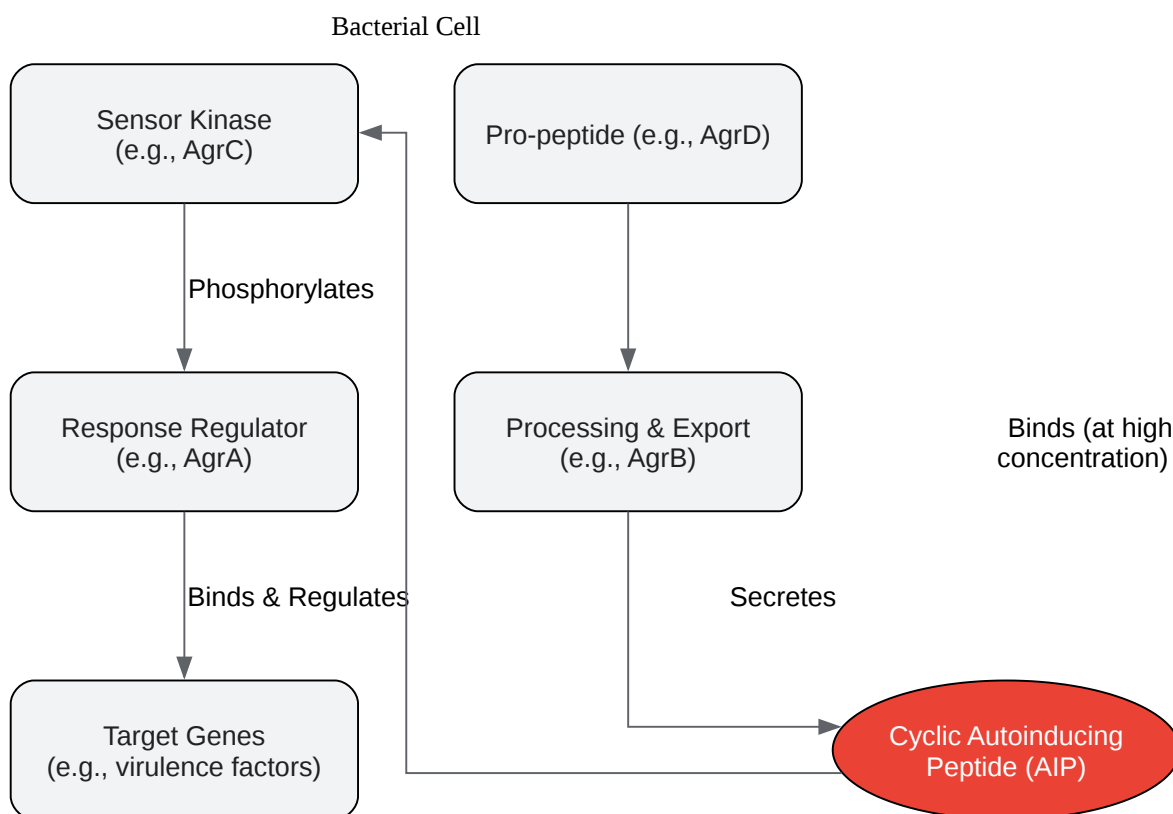 Bacterial Cell
Sensor Kinase
(e.g., AgrC)
Pro-peptide (e.g., AgrD)
Phosphorylates
Response Regulator
(e.g., AgrA)
Processing & Export
(e.g., AgrB)
Binds (at high
concentration)
Binds & Regulates
Secretes
Target Genes
(e.g., virulence factors)
Cyclic Autoinducing
Peptide (AIP)